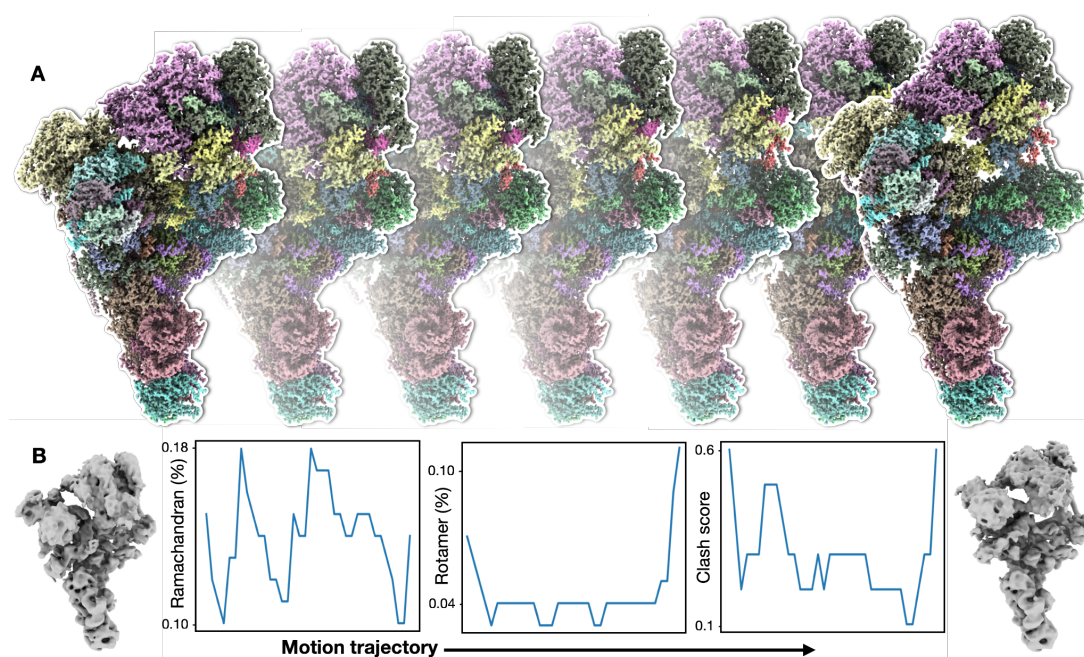 A
B
Ramachandran (%)
0.18
0.10
Rotamer (%)
0.10
0.04
Clash score
0.6
0.1
Motion trajectory